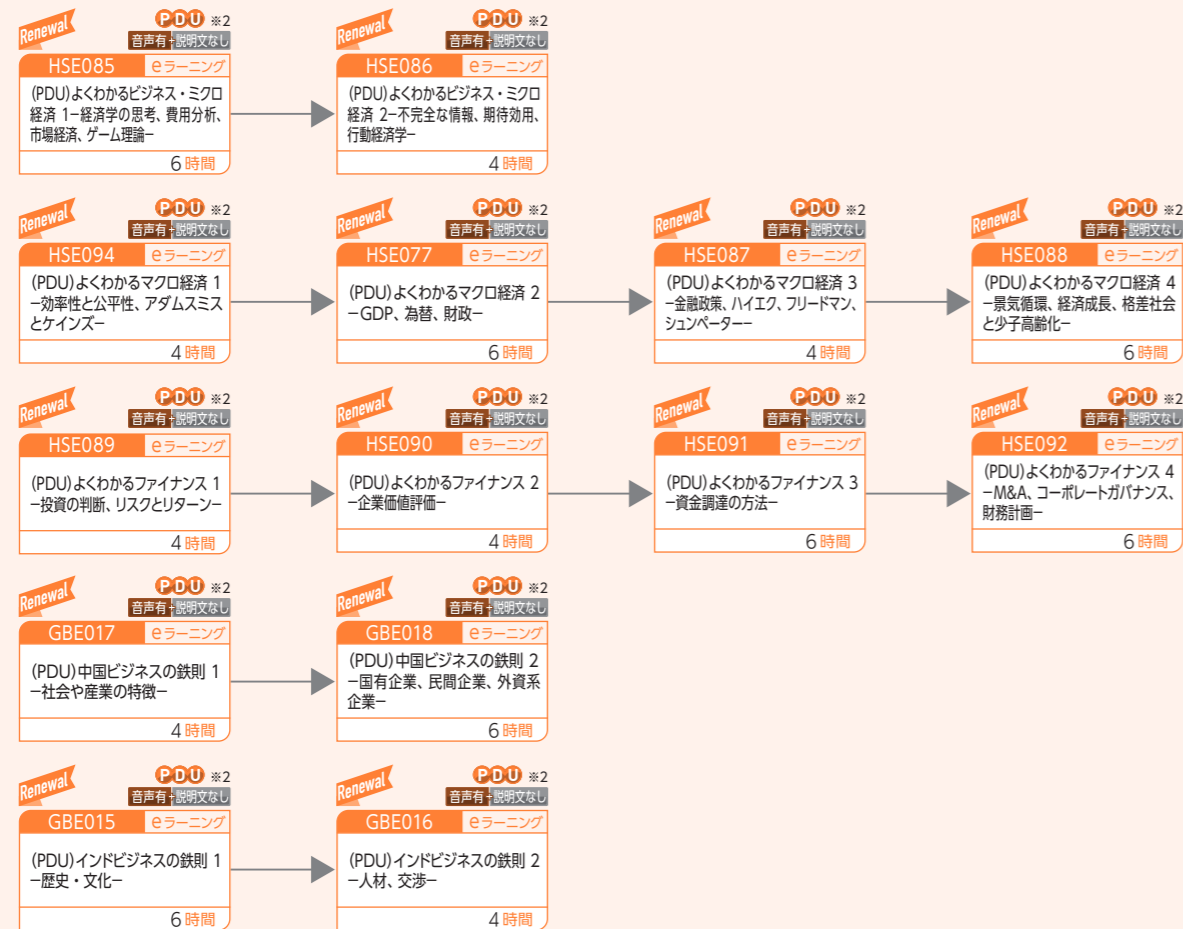 Renewal
PDU ※2
音声有 説明文なし
HSE085 eラーニング
(PDU)よくわかるビジネス・ミクロ
経済 1−経済学の思考、費用分析、
市場経済、ゲーム理論−
6 時間
Renewal
PDU ※2
音声有 説明文なし
HSE086 eラーニング
(PDU)よくわかるビジネス・ミクロ
経済 2−不完全な情報、期待効用、
行動経済学−
4 時間
Renewal
PDU ※2
音声有 説明文なし
HSE094 eラーニング
(PDU)よくわかるマクロ経済 1
−効率性と公平性、アダムスミス
とケインズ−
4 時間
Renewal
PDU ※2
音声有 説明文なし
HSE077 eラーニング
(PDU)よくわかるマクロ経済 2
−GDP、為替、財政−
6 時間
Renewal
PDU ※2
音声有 説明文なし
HSE087 eラーニング
(PDU)よくわかるマクロ経済 3
−金融政策、ハイエク、フリードマン、
シュンペーター−
4 時間
Renewal
PDU ※2
音声有 説明文なし
HSE088 eラーニング
(PDU)よくわかるマクロ経済 4
−景気循環、経済成長、格差社会
と少子高齢化−
6 時間
Renewal
PDU ※2
音声有 説明文なし
HSE089 eラーニング
(PDU)よくわかるファイナンス 1
−投資の判断、リスクとリターン−
4 時間
Renewal
PDU ※2
音声有 説明文なし
HSE090 eラーニング
(PDU)よくわかるファイナンス 2
−企業価値評価−
4 時間
Renewal
PDU ※2
音声有 説明文なし
HSE091 eラーニング
(PDU)よくわかるファイナンス 3
−資金調達の方法−
6 時間
Renewal
PDU ※2
音声有 説明文なし
HSE092 eラーニング
(PDU)よくわかるファイナンス 4
−M&A、コーポレートガバナンス、
財務計画−
6 時間
Renewal
PDU ※2
音声有 説明文なし
GBE017 eラーニング
(PDU)中国ビジネスの鉄則 1
−社会や産業の特徴−
4 時間
Renewal
PDU ※2
音声有 説明文なし
GBE018 eラーニング
(PDU)中国ビジネスの鉄則 2
−国有企業、民間企業、外資系
企業−
6 時間
Renewal
PDU ※2
音声有 説明文なし
GBE015 eラーニング
(PDU)インドビジネスの鉄則 1
−歴史・文化−
6 時間
Renewal
PDU ※2
音声有 説明文なし
GBE016 eラーニング
(PDU)インドビジネスの鉄則 2
−人材、交渉−
4 時間